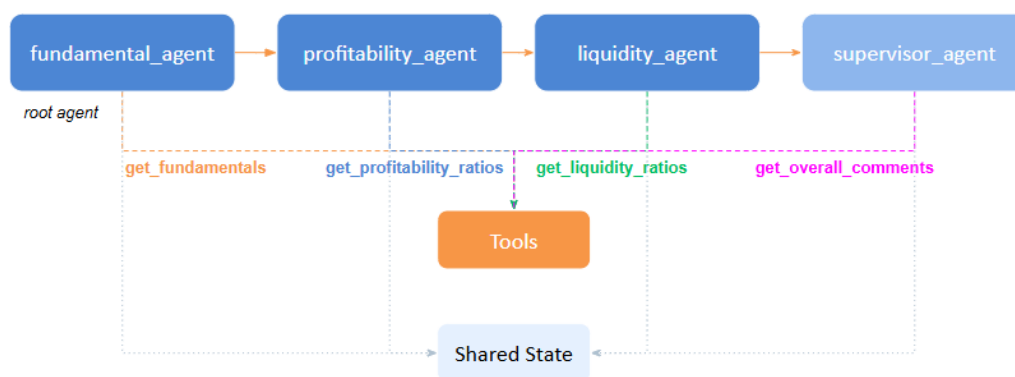 fundamental_agent
profitability_agent
liquidity_agent
supervisor_agent
root agent
get_fundamentals
get_profitability_ratios
get_liquidity_ratios
get_overall_comments
Tools
Shared State